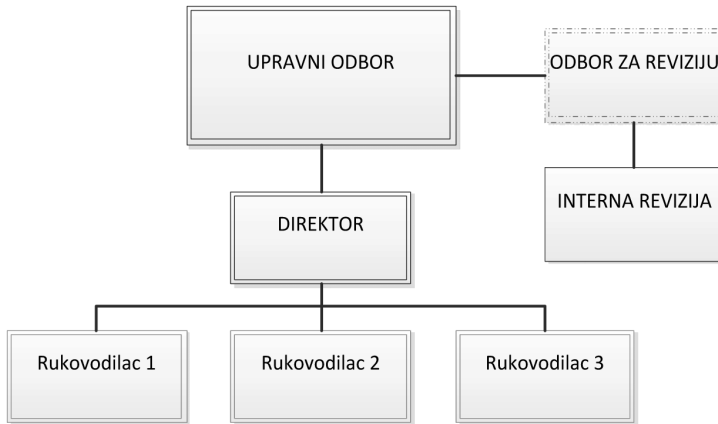 UPRAVNI ODBOR
ODBOR ZA REVIZIJU
INTERNA REVIZIJA
DIREKTOR
Rukovodilac 1
Rukovodilac 2
Rukovodilac 3